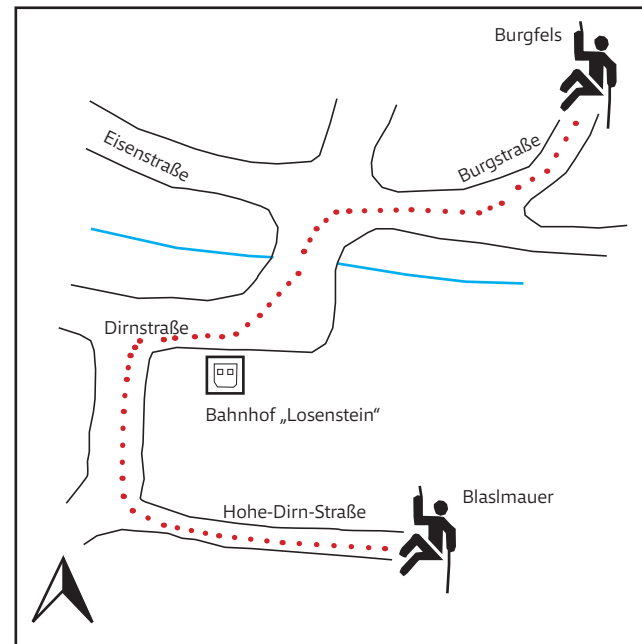 Burgfels
Eisenstraße
Burgstraße
Dirnstraße
Bahnhof „Losenstein“
Hohe-Dirn-Straße
Blaslmauer